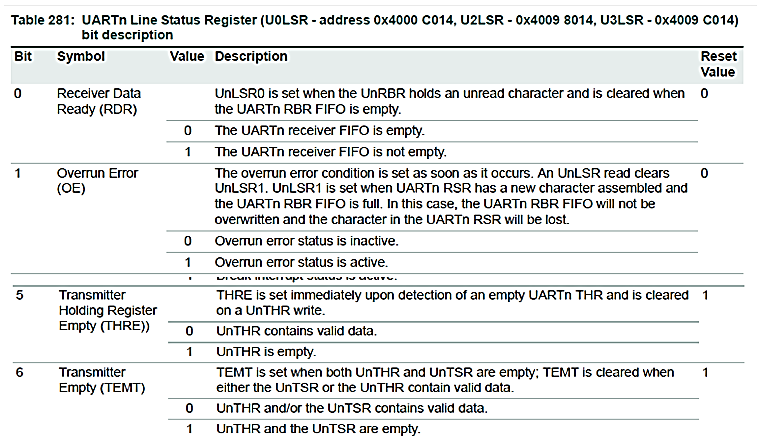 Table 281: UARTn Line Status Register (U0LSR - address 0x4000 C014, U2LSR - 0x4009 8014, U3LSR - 0x4009 C014)
bit description
Bit Symbol Value Description Reset
Value
0 Receiver Data UnLSR0 is set when the UnRBR holds an unread character and is cleared when 0
Ready (RDR) the UARTn RBR FIFO is empty.
0 The UARTn receiver FIFO is empty.
1 The UARTn receiver FIFO is not empty.
1 Overrun Error The overrun error condition is set as soon as it occurs. An UnLSR read clears 0
(OE) UnLSR1. UnLSR1 is set when UARTn RSR has a new character assembled and
the UARTn RBR FIFO is full. In this case, the UARTn RBR FIFO will not be
overwritten and the character in the UARTn RSR will be lost.
0 Overrun error status is inactive.
1 Overrun error status is active.
1 Break interrupt status is active.
5 Transmitter THRE is set immediately upon detection of an empty UARTn THR and is cleared 1
Holding Register on a UnTHR write.
Empty (THRE)) 0 UnTHR contains valid data.
1 UnTHR is empty.
6 Transmitter TEMT is set when both UnTHR and UnTSR are empty; TEMT is cleared when 1
Empty (TEMT) either the UnTSR or the UnTHR contain valid data.
0 UnTHR and/or the UnTSR contains valid data.
1 UnTHR and the UnTSR are empty.